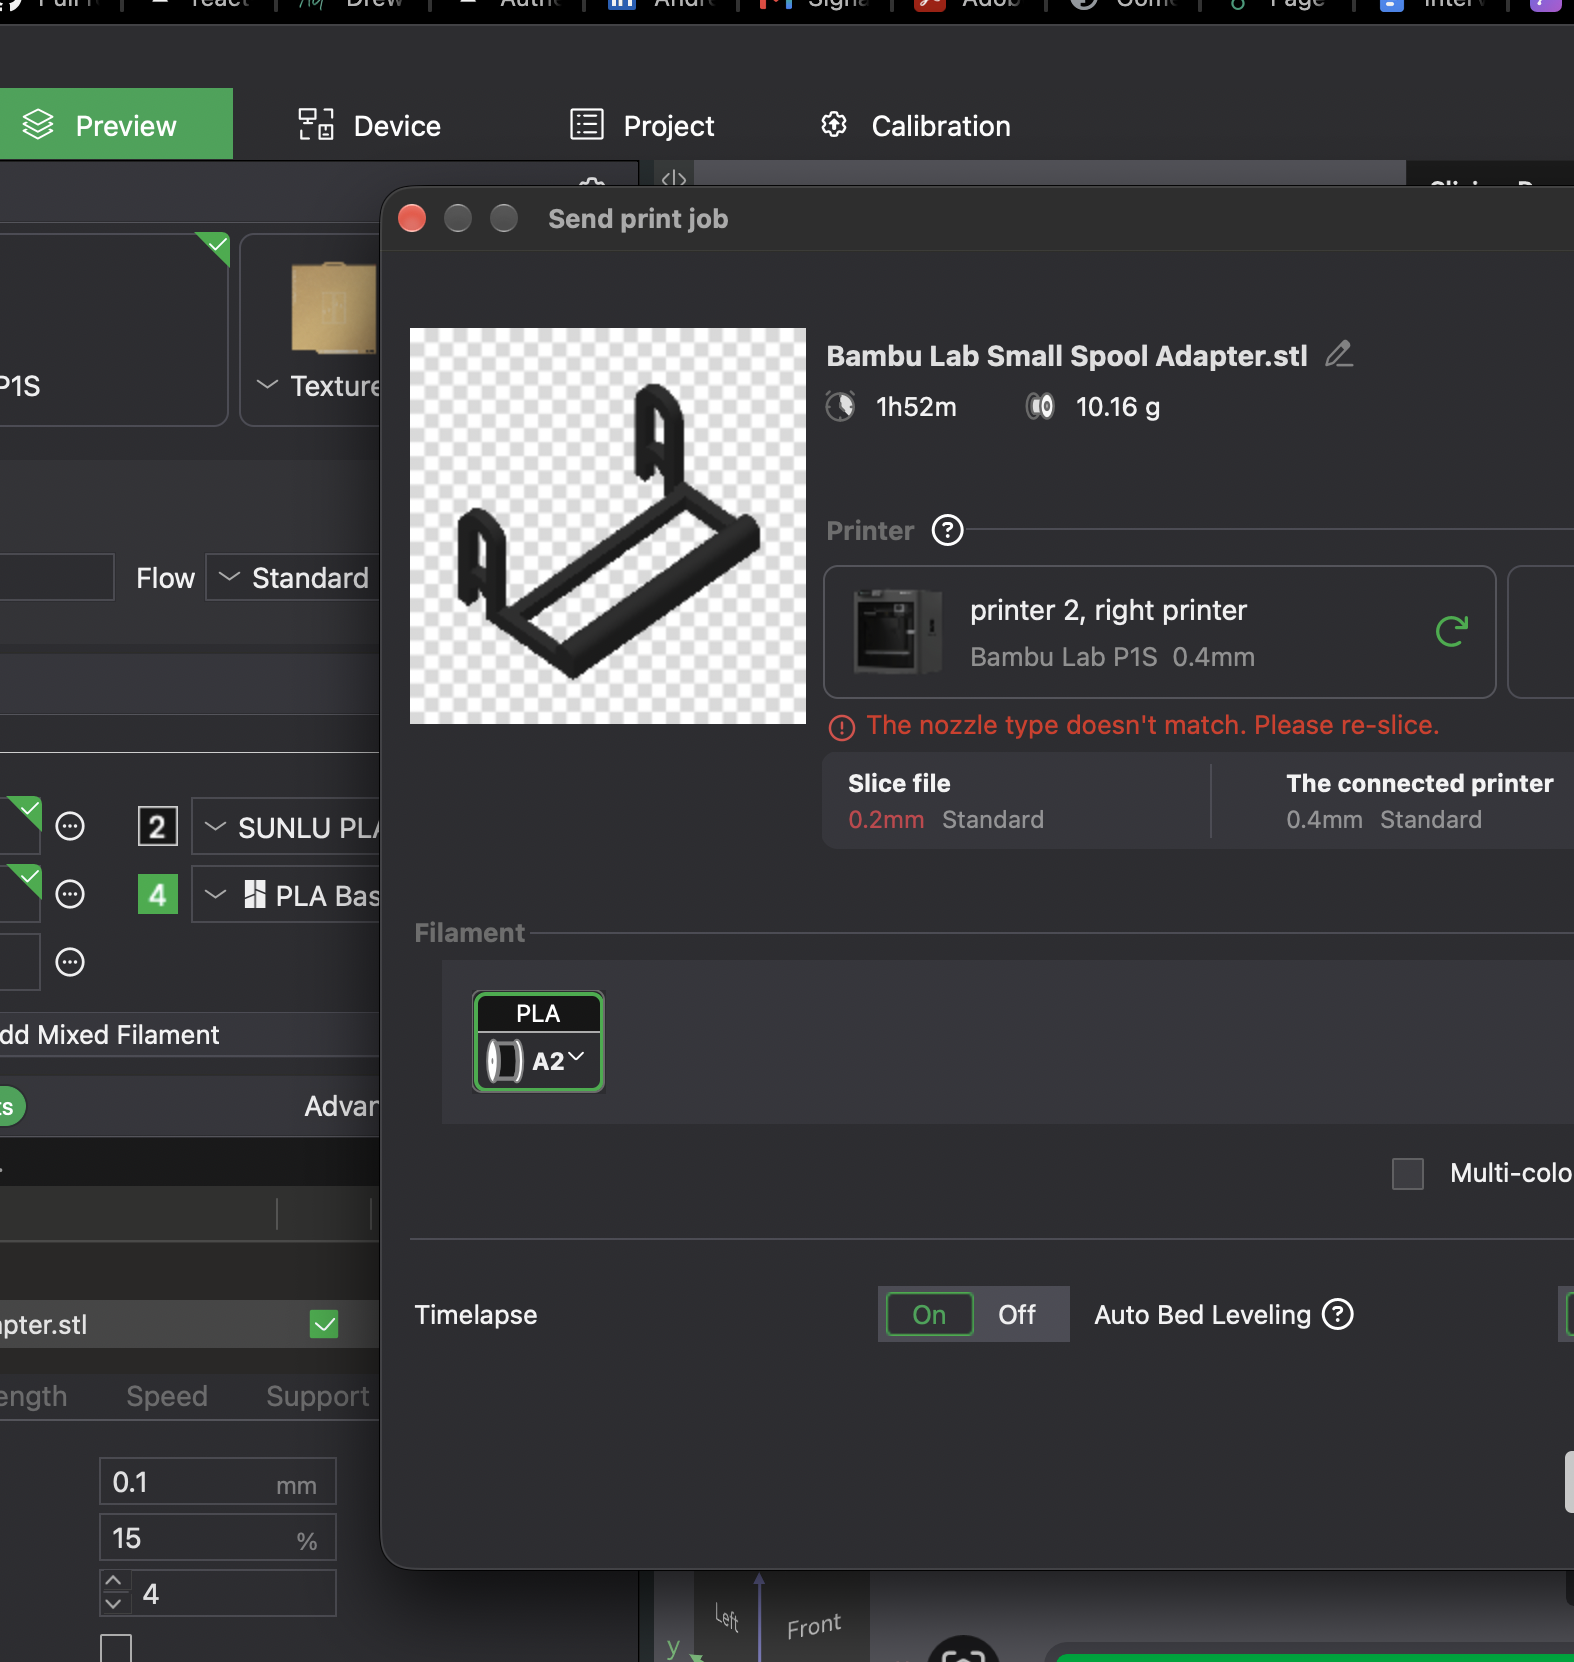 Preview
Device
Project
Calibration
Send print job
P1S
Texture
Bambu Lab Small Spool Adapter.stl
1h52m
10.16 g
Printer
Flow
Standard
printer 2, right printer
Bambu Lab P1S 0.4mm
The nozzle type doesn't match. Please re-slice.
Slice file
The connected printer
0.2mm Standard
0.4mm Standard
2
SUNLU PLA
4
PLA Bas
Filament
PLA
A2
dd Mixed Filament
ts
Advan
Multi-colo
pter.stl
Timelapse
On
Off
Auto Bed Leveling
ength
Speed
Support
0.1 mm
15 %
4
Left
Front
y